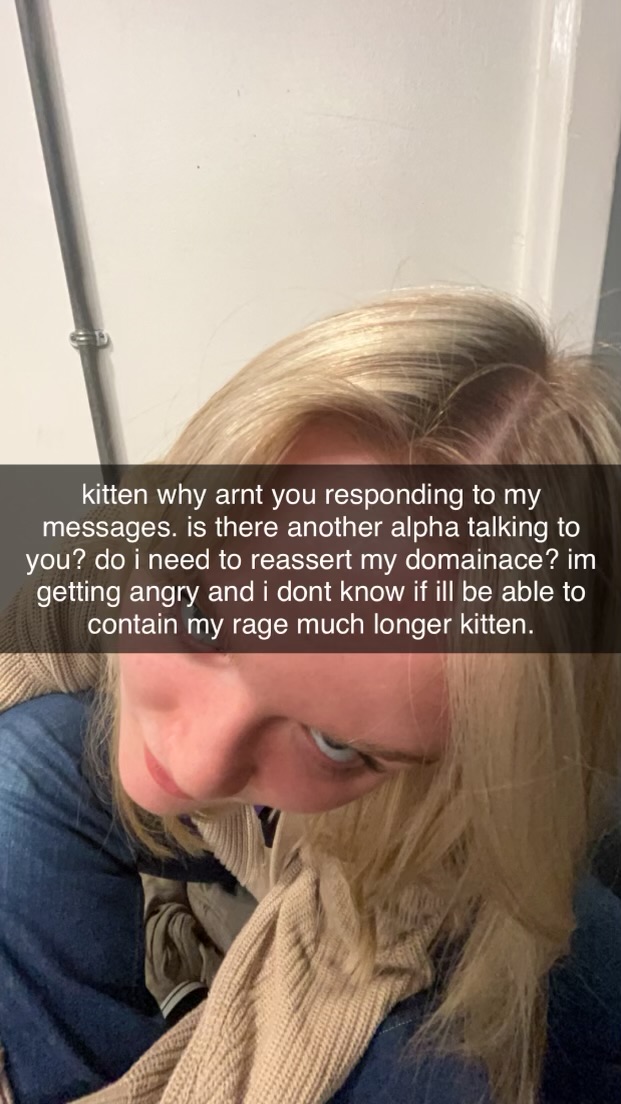 kitten why arnt you responding to my
messages. is there another alpha talking to
you? do i need to reassert my domainace? im
getting angry and i dont know if ill be able to
contain my rage much longer kitten.